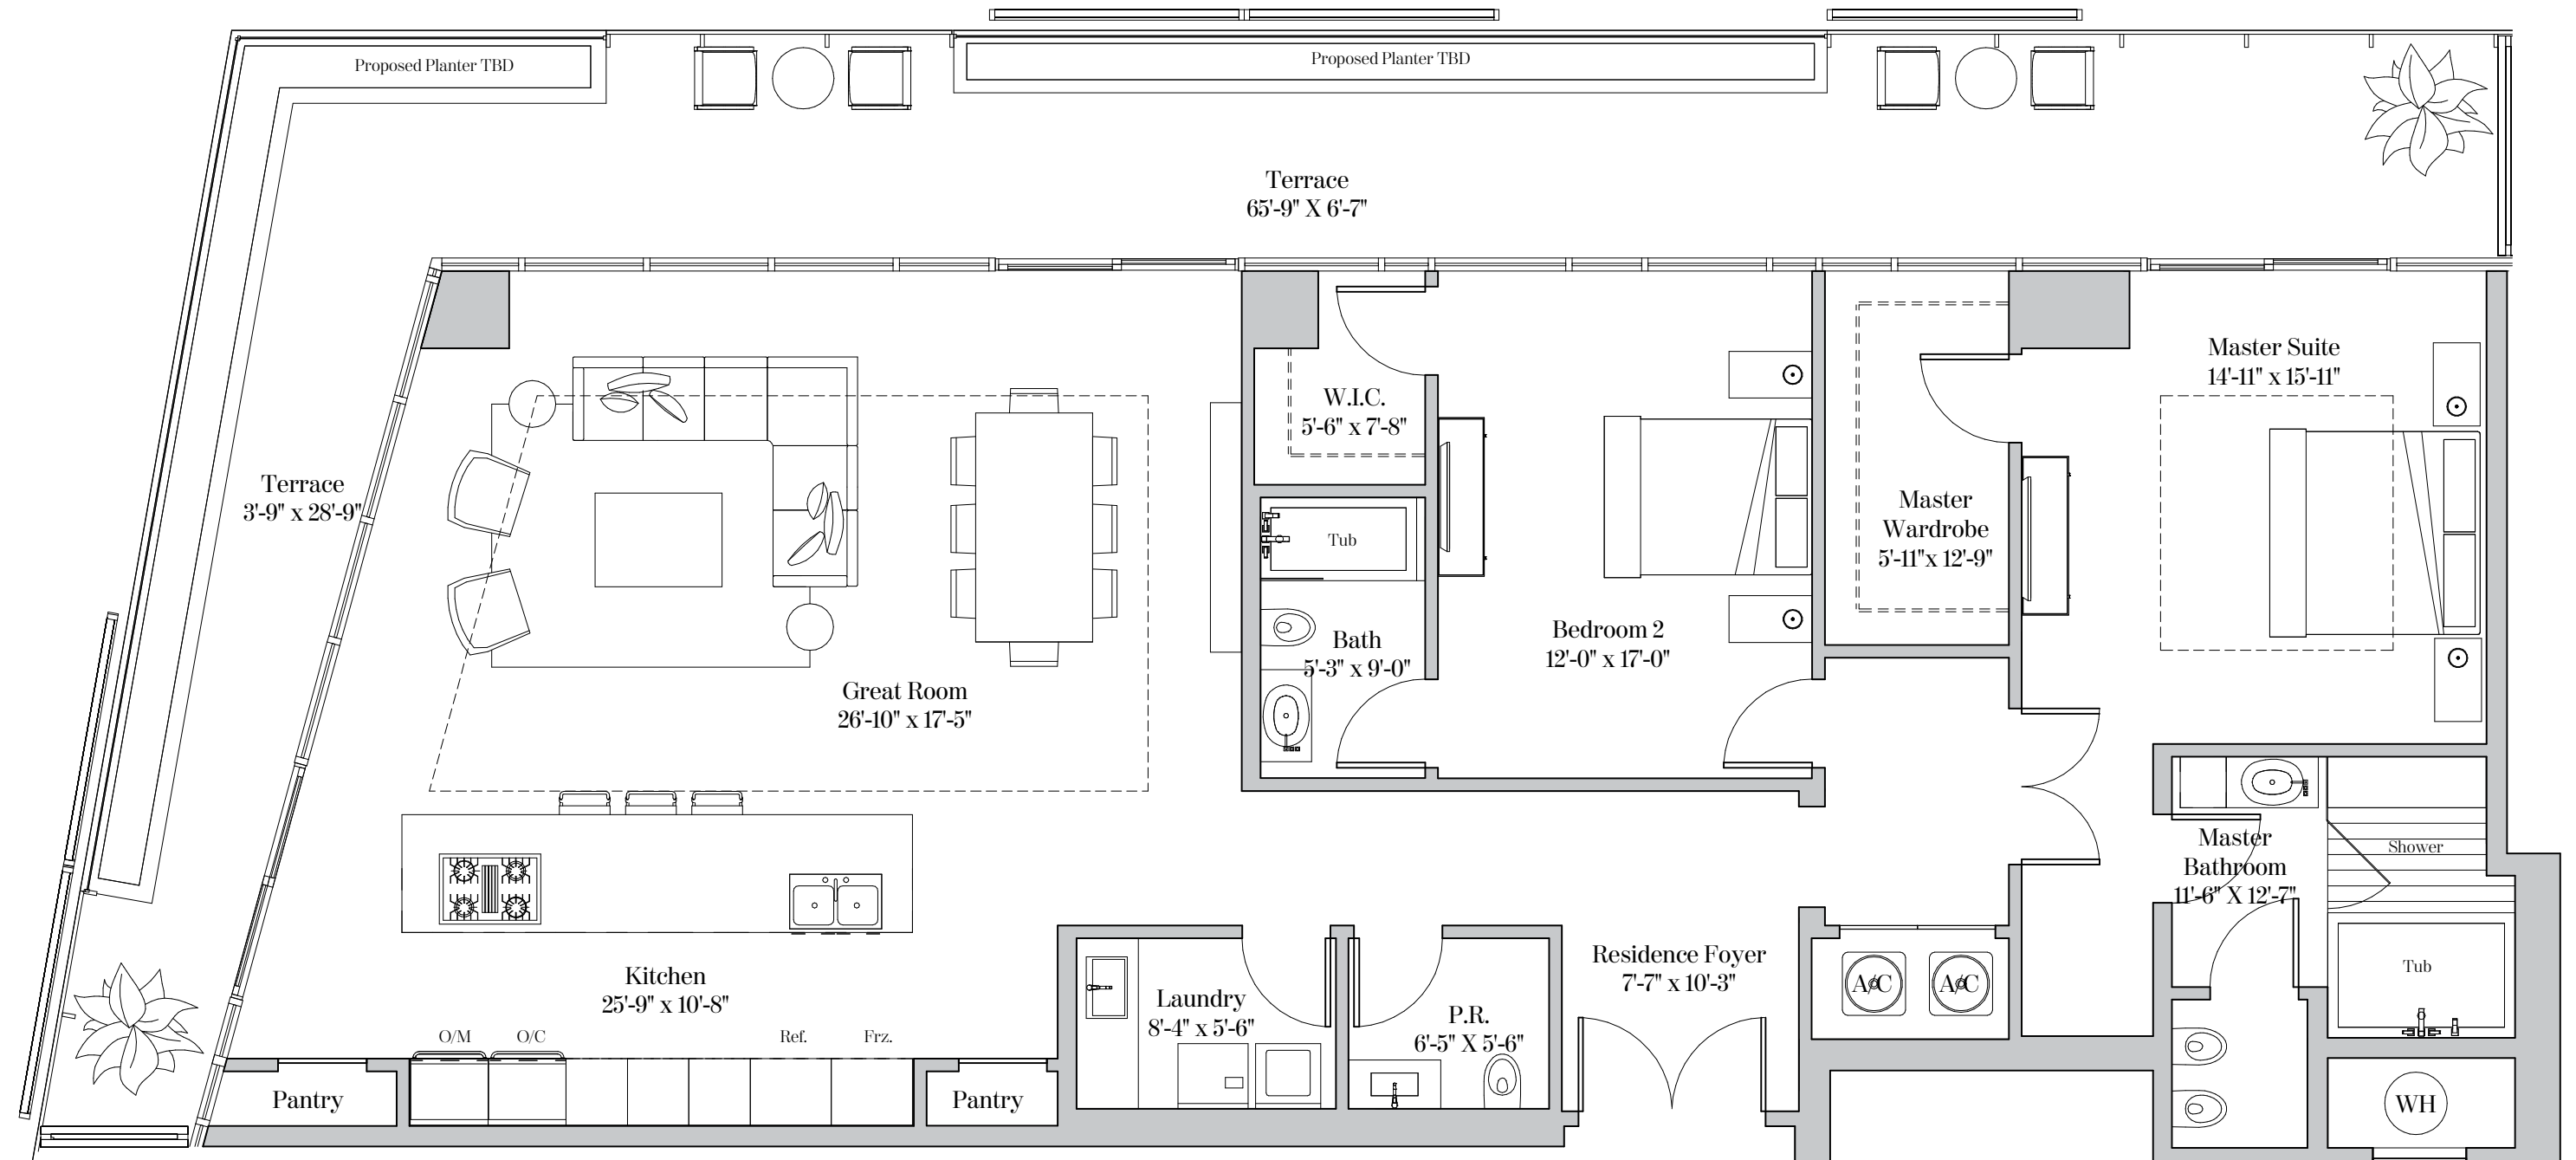 Proposed Planter TBD
Proposed Planter TBD
Terrace
65'-9" X 6'-7"
Master Suite
14'-11" x 15'-11"
W.I.C.
5'-6" x 7'-8"
Terrace
3'-9" x 28'-9"
Master
Wardrobe
5'-11"x 12'-9"
Tub
Bath
5'-3" x 9'-0"
Bedroom 2
12'-0" x 17'-0"
Great Room
26'-10" x 17'-5"
Master
Bathroom
11'-6" X 12'-7"
Shower
Kitchen
25'-9" x 10'-8"
Laundry
8'-4" x 5'-6"
P.R.
6'-5" X 5'-6"
Residence Foyer
7'-7" x 10'-3"
A/C
A/C
Tub
O/M
O/C
Ref.
Frz.
Pantry
Pantry
WH